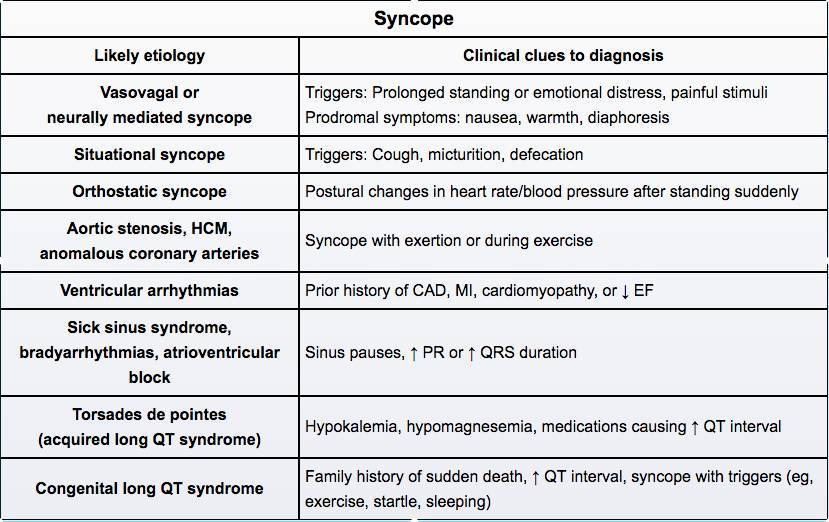 Syncope
Likely etiology
Clinical clues to diagnosis
Vasovagal or
neurally mediated syncope
Triggers: Prolonged standing or emotional distress, painful stimuli
Prodromal symptoms: nausea, warmth, diaphoresis
Situational syncope
Triggers: Cough, micturition, defecation
Orthostatic syncope
Postural changes in heart rate/blood pressure after standing suddenly
Aortic stenosis, HCM,
anomalous coronary arteries
Syncope with exertion or during exercise
Ventricular arrhythmias
Prior history of CAD, MI, cardiomyopathy, or ↓ EF
Sick sinus syndrome,
bradyarrhythmias, atrioventricular
block
Sinus pauses, ↑ PR or ↑ QRS duration
Torsades de pointes
(acquired long QT syndrome)
Hypokalemia, hypomagnesemia, medications causing ↑ QT interval
Congenital long QT syndrome
Family history of sudden death, ↑ QT interval, syncope with triggers (eg,
exercise, startle, sleeping)